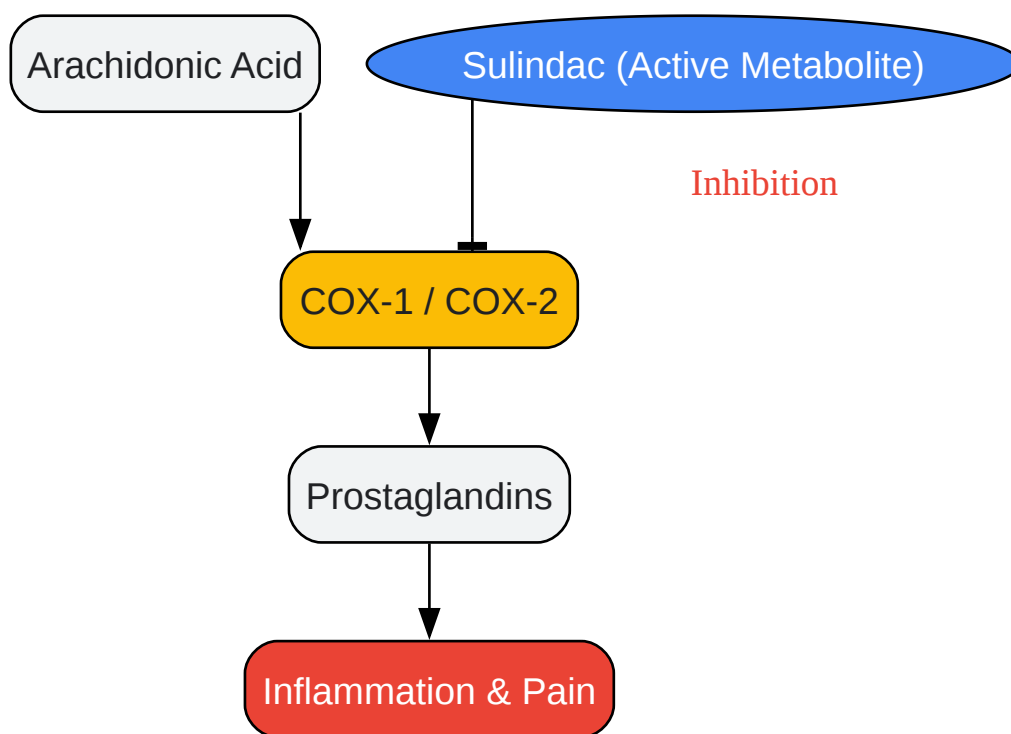 Arachidonic Acid
Sulindac (Active Metabolite)
Inhibition
COX-1 / COX-2
Prostaglandins
Inflammation & Pain